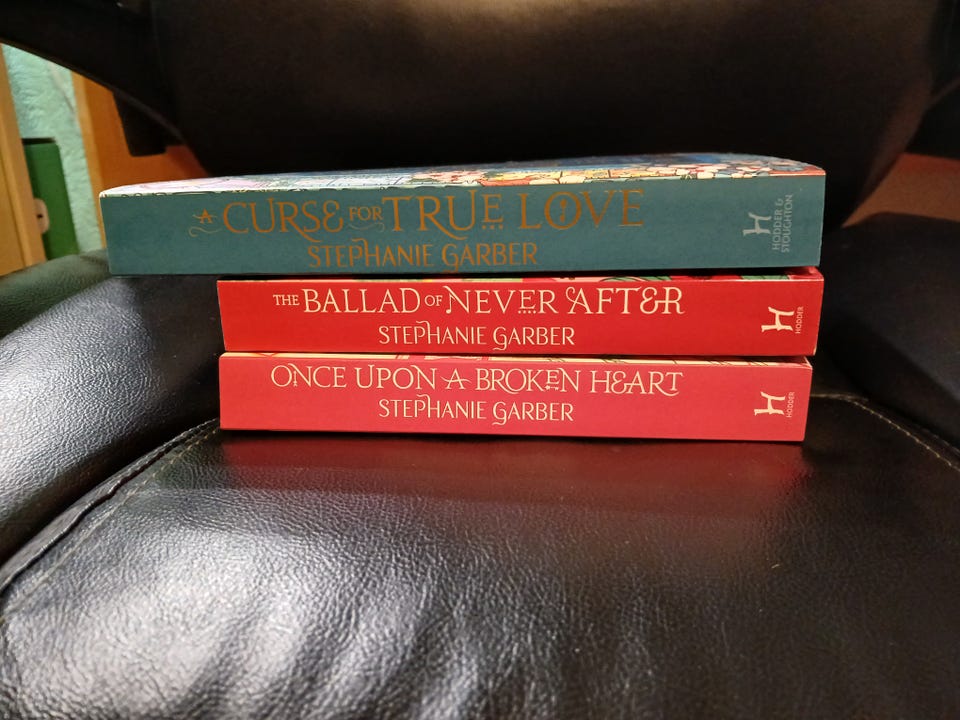 A CURSE FOR TRUE LOVE
STEPHANIE GARBER
HODDER &
STOUGHTON
THE BALLAD OF NEVER AFTER
STEPHANIE GARBER
HODDER
ONCE UPON A BROKEN HEART
STEPHANIE GARBER
HODDER